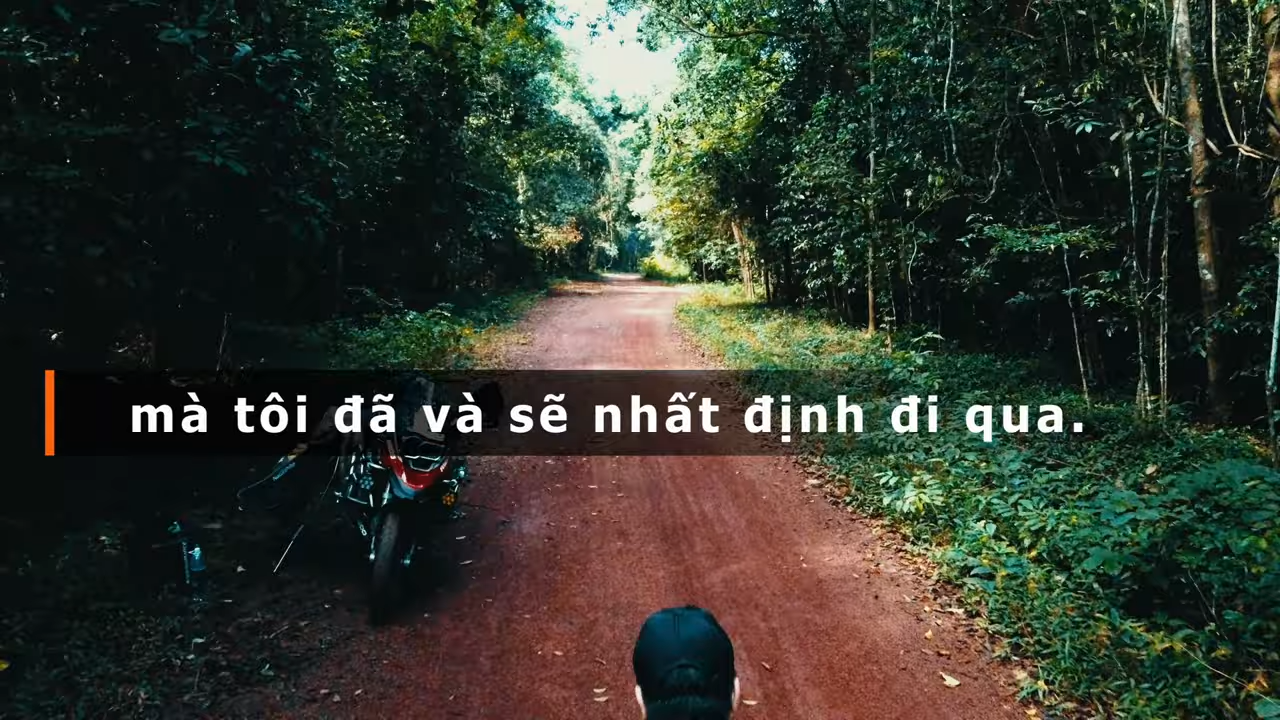 mà tôi đã và sẽ nhất định đi qua.